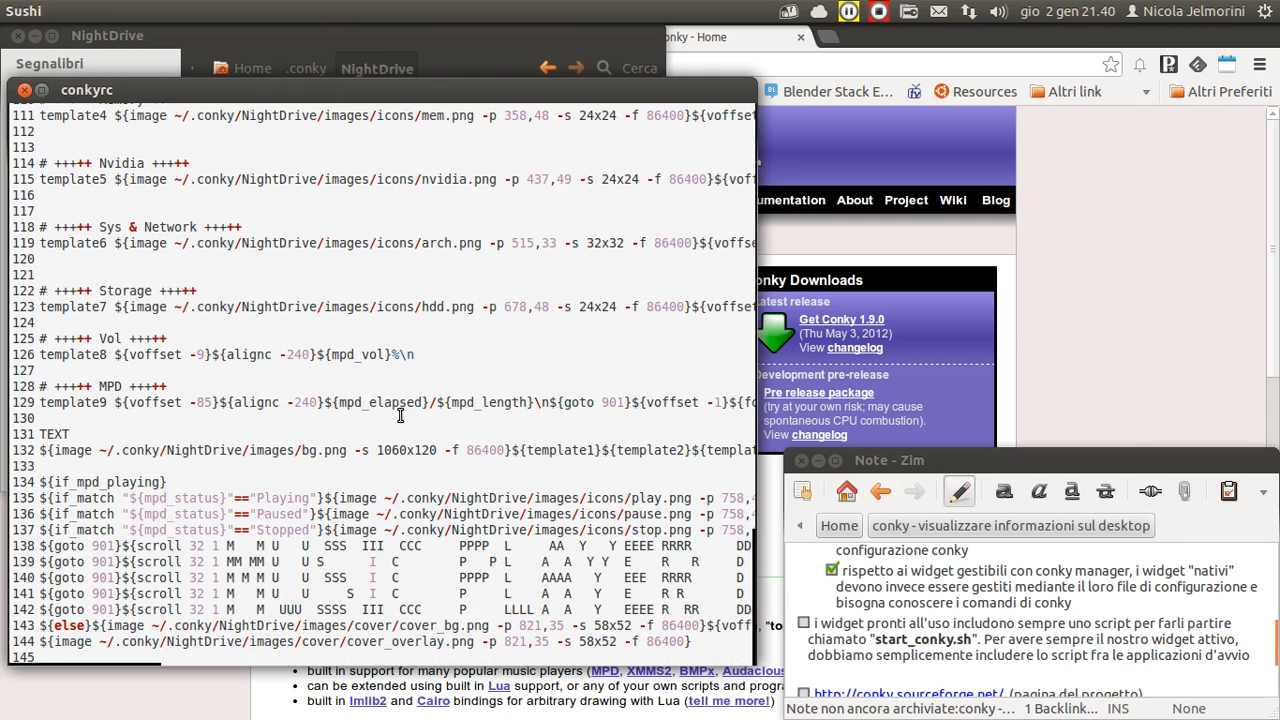 Sushi
gio 2 gen 21.40
Nicola Jelmorini
NightDrive
- Home
Segnalibri
Home
.conky
NightDrive
Cerca
Blender Stack E...
Resources
Altri link
Altri Preferiti
conkyrc
111 template4 ${image ~/.conky/NightDrive/images/icons/mem.png -p 358,48 -s 24x24 -f 86400}${voffset
112
113
114 # +++++ Nvidia +++++
115 template5 ${image ~/.conky/NightDrive/images/icons/nvidia.png -p 437,49 -s 24x24 -f 86400}${voff
116
117
118 # +++++ Sys & Network +++++
119 template6 ${image ~/.conky/NightDrive/images/icons/arch.png -p 515,33 -s 32x32 -f 86400}${voffse
120
121
122 # +++++ Storage +++++
123 template7 ${image ~/.conky/NightDrive/images/icons/hdd.png -p 678,48 -s 24x24 -f 86400}${voffset
124
125 # +++++ Vol +++++
126 template8 ${voffset -9}${alignc -240}${mpd_vol}%\n
127
128 # +++++ MPD +++++
129 template9 ${voffset -85}${alignc -240}${mpd_elapsed}/${mpd_length}\n${goto 901}${voffset -1}${fo
130
131 TEXT
132 ${image ~/.conky/NightDrive/images/bg.png -s 1060x120 -f 86400}${template1}${template2}${templat
133
134 ${if_mpd_playing}
135 ${if_match "${mpd_status}"=="Playing"}${image ~/.conky/NightDrive/images/icons/play.png -p 758,4
136 ${if_match "${mpd_status}"=="Paused"}${image ~/.conky/NightDrive/images/icons/pause.png -p 758,4
137 ${if_match "${mpd_status}"=="Stopped"}${image ~/.conky/NightDrive/images/icons/stop.png -p 758,
138 ${goto 901}${scroll 32 1 M   M U   U  SSS  III  CCC     PPPP  L     AA  Y   Y EEEE RRRR     DD
139 ${goto 901}${scroll 32 1 MM MM U   U S      I  C        P   P L    A  A  Y Y  E    R   R    D
140 ${goto 901}${scroll 32 1 M M M U   U  SSS   I  C        PPPP  L    AAAA   Y   EEEE RRRR     D
141 ${goto 901}${scroll 32 1 M   M U   U     S  I  C        P     L    A  A   Y   E    R  R     D
142 ${goto 901}${scroll 32 1 M   M  UUU  SSSS  III  CCC     P     LLLL A  A   Y   EEEE R  RR    DD
143 ${else}${image ~/.conky/NightDrive/images/cover/cover_bg.png -p 821,35 -s 58x52 -f 86400}${voff
144 ${image ~/.conky/NightDrive/images/cover/cover_overlay.png -p 821,35 -s 58x52 -f 86400}
145
umentation About Project Wiki Blog
onky Downloads
atest release
Get Conky 1.9.0
(Thu May 3, 2012)
View changelog
evelopment pre-release
Pre release package
(try at your own risk; may cause
spontaneous CPU combustion).
View changelog
, "to
built in support for many popular music players (MPD, XMMS2, BMPx, Audacious
can be extended using built in Lua support, or any of your own scripts and progra
built in Imlib2 and Cairo bindings for arbitrary drawing with Lua (tell me more!)
Note - Zim
Home
conky - visualizzare informazioni sul desktop
configurazione conky
rispetto ai widget gestibili con conky manager, i widget "nativi"
devono invece essere gestiti mediante il loro file di configurazione e
bisogna conoscere i comandi di conky
i widget pronti all'uso includono sempre uno script per farli partire
chiamato "start_conky.sh". Per avere sempre il nostro widget attivo,
dobbiamo semplicemente includere lo script fra le applicazioni d'avvio
http://conky.sourceforge.net/ (pagina del progetto)
Note non ancora archiviate:conky -...
1 Backlink...
INS
None